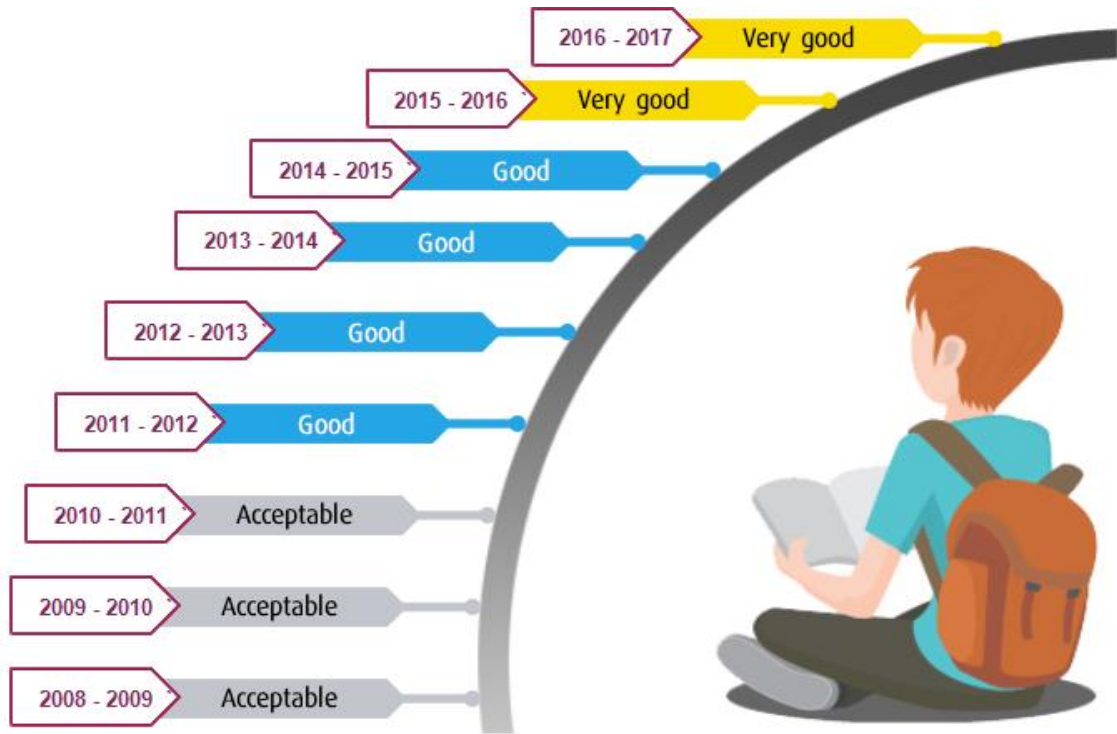 2016 - 2017 Very good
2015 - 2016 Very good
2014 - 2015 Good
2013 - 2014 Good
2012 - 2013 Good
2011 - 2012 Good
2010 - 2011 Acceptable
2009 - 2010 Acceptable
2008 - 2009 Acceptable